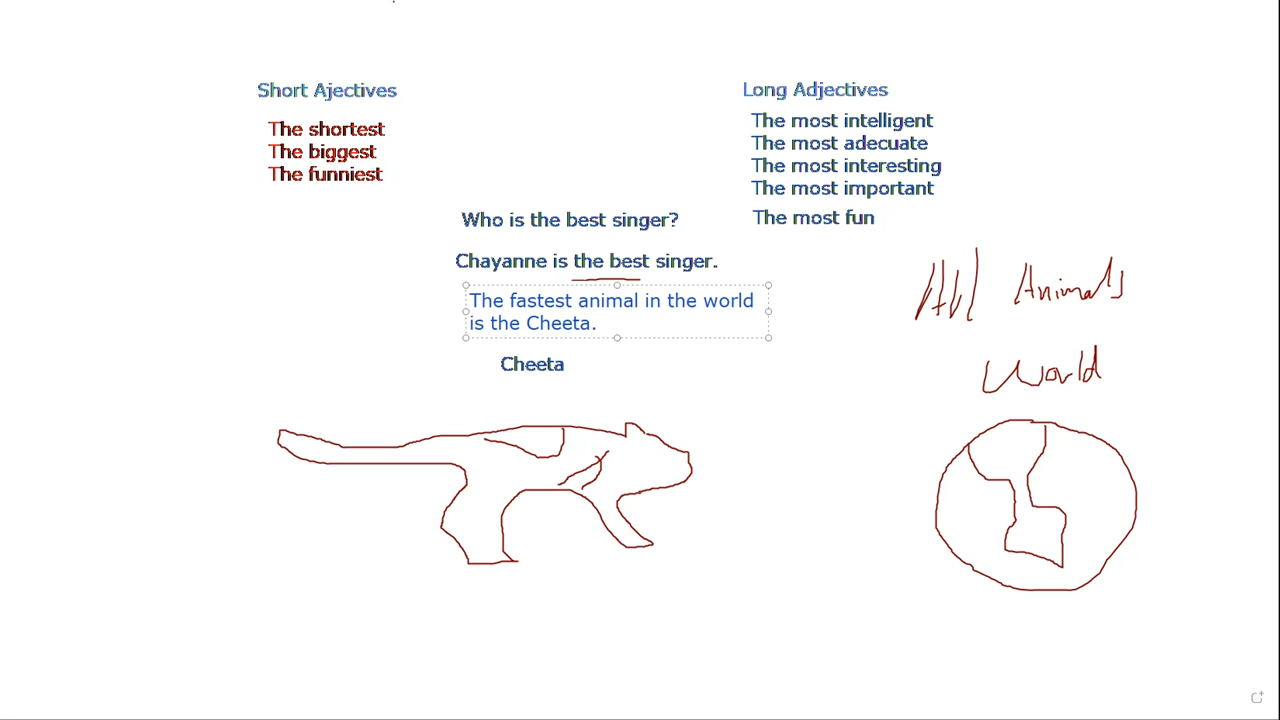 Short Ajectives
The shortest
The biggest
The funniest
Long Adjectives
The most intelligent
The most adecuate
The most interesting
The most important
The most fun
Who is the best singer?
Chayanne is the best singer.
The fastest animal in the world
is the Cheeta.
Cheeta
All Animals
World